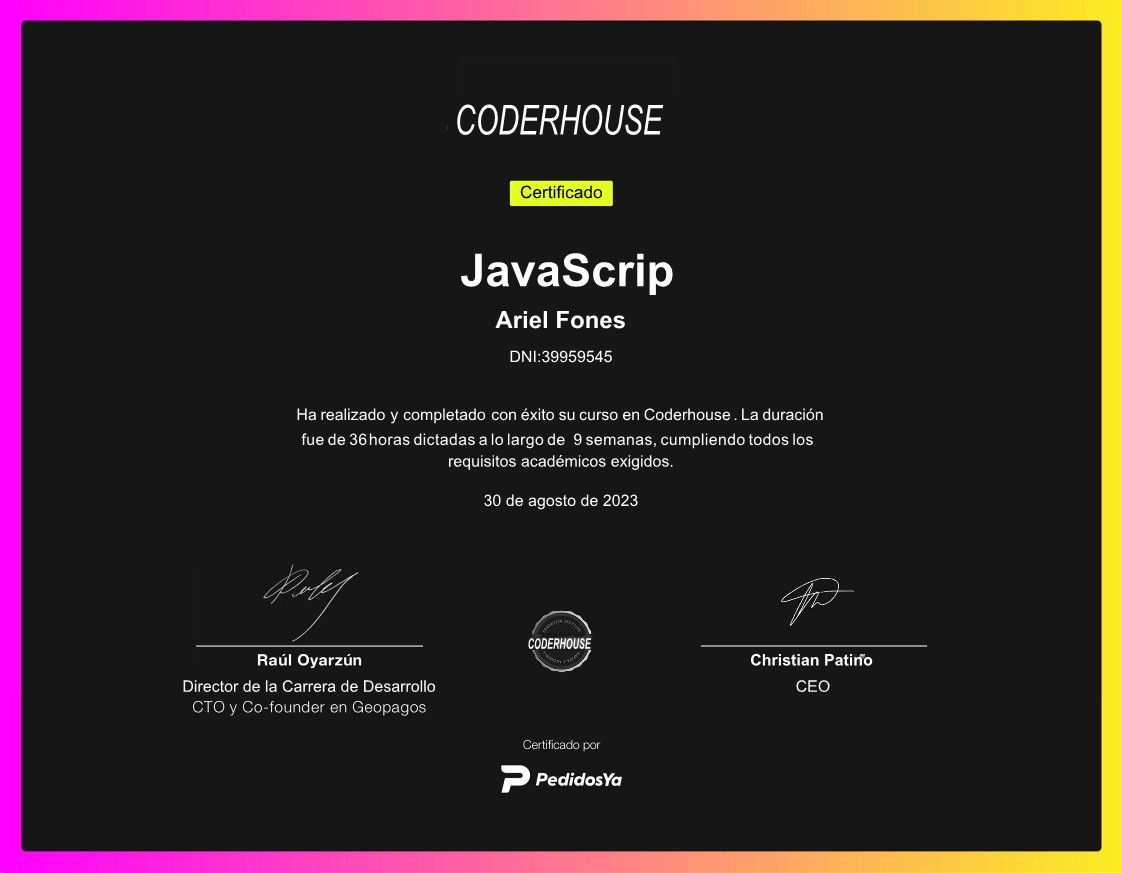 CODERHOUSE
Certificado
JavaScrip
Ariel Fones
DNI:39959545
Ha realizado y completado con éxito su curso en Coderhouse . La duración
fue de 36 horas dictadas a lo largo de 9 semanas, cumpliendo todos los
requisitos académicos exigidos.
30 de agosto de 2023
Raúl Oyarzún
Director de la Carrera de Desarrollo
CTO y Co-founder en Geopagos
CODERHOUSE
Christian Patiño
CEO
Certificado por
PedidosYa